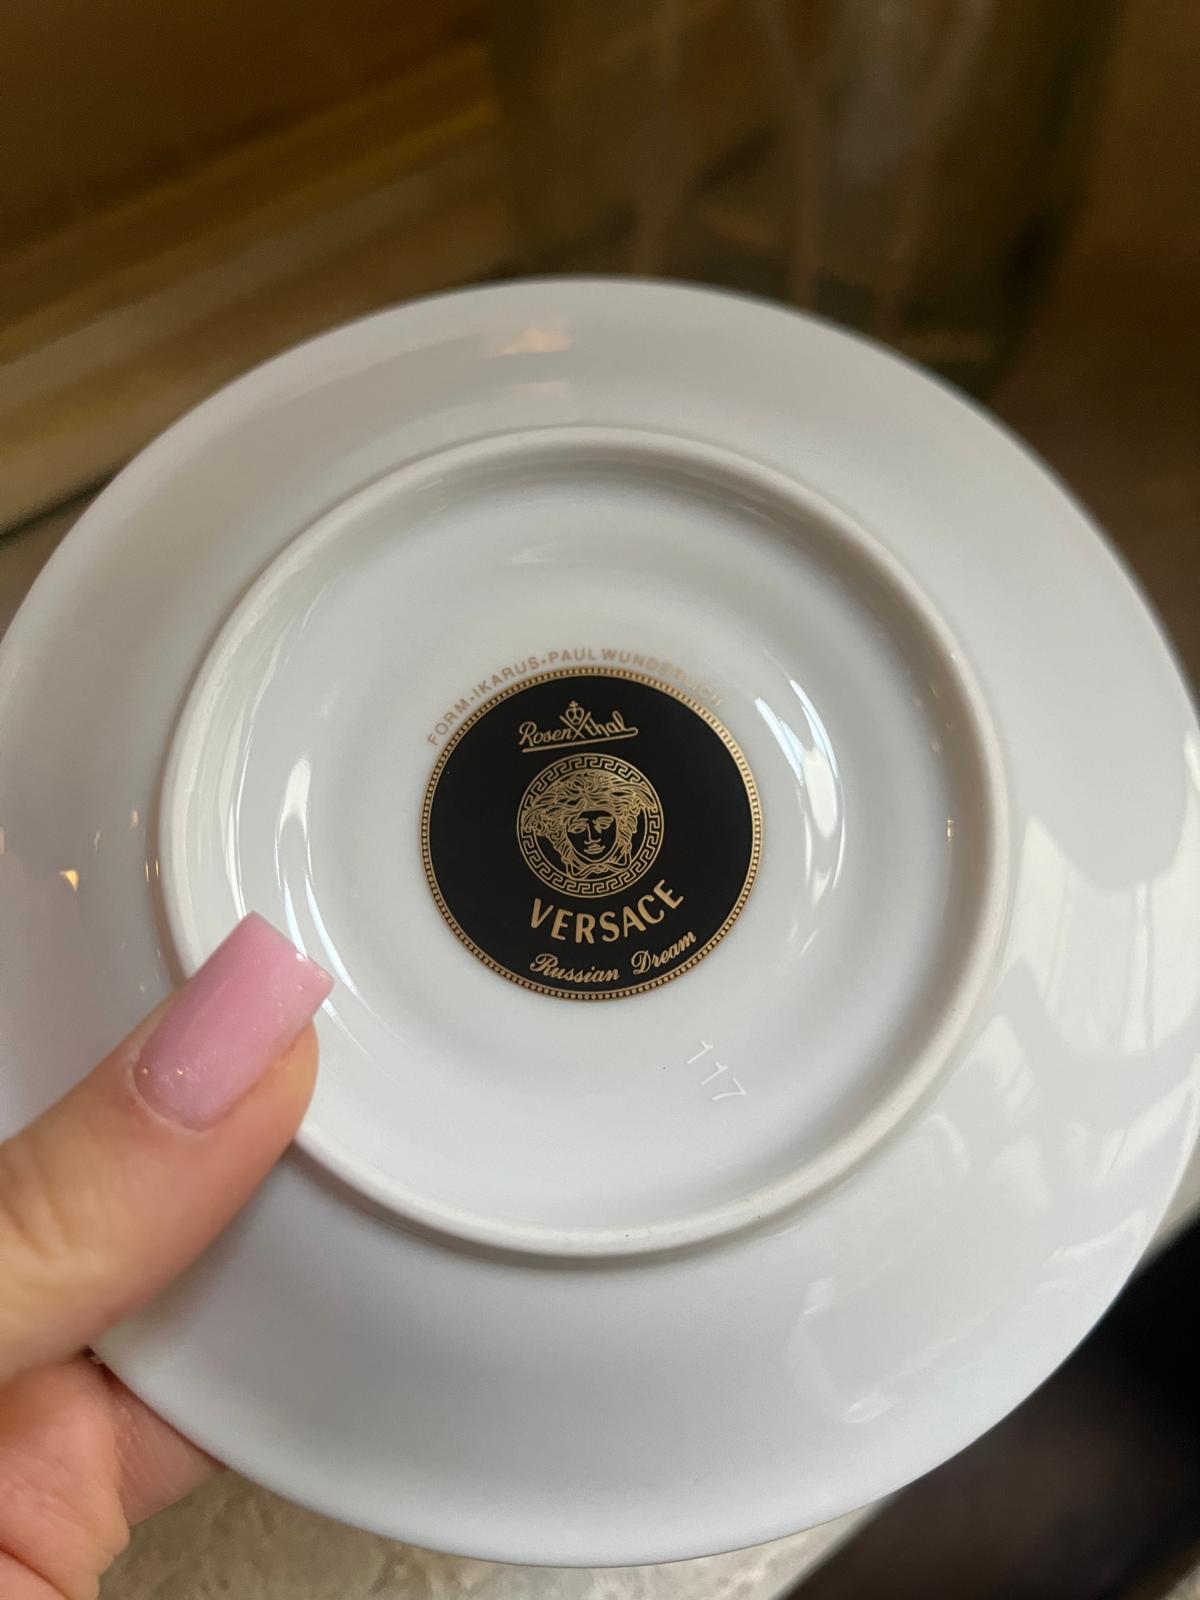 FORM-IKARUS-PAUL WUNDERLICH
Rosenthal
VERSACE
Russian Dream
117